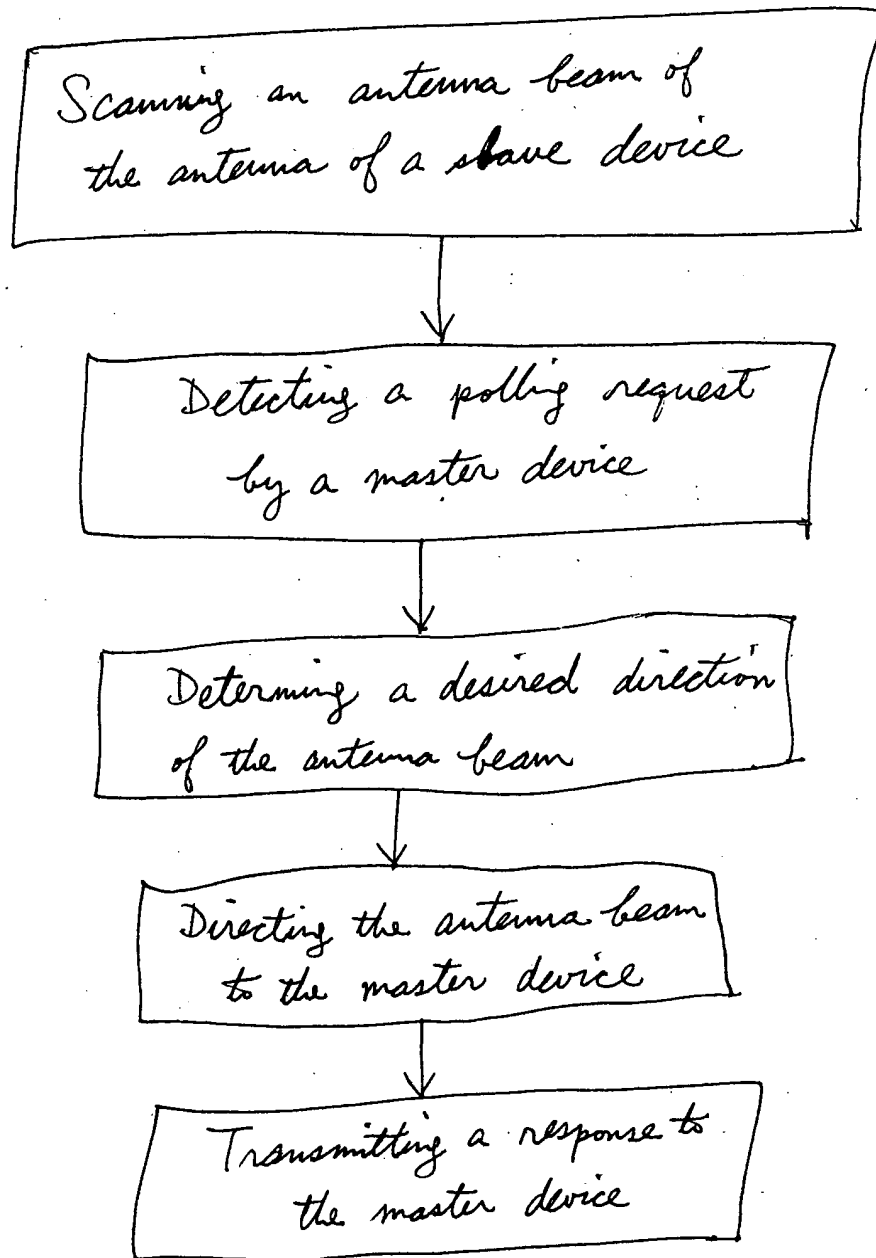 Scanning an antenna beam of
the antenna of a slave device
Detecting a polling request
by a master device
Determing a desired direction
of the antenna beam
Directing the antenna beam
to the master device
Transmitting a response to
the master device